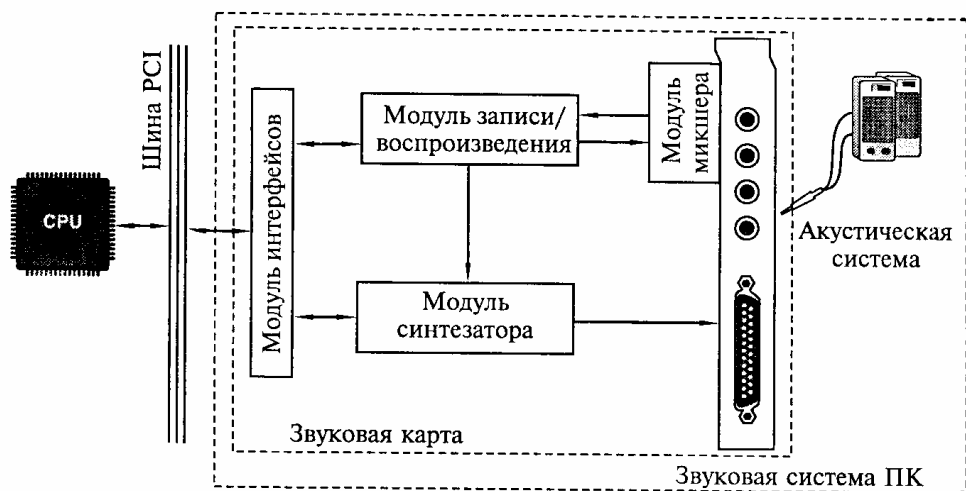 CPU
Шина PCI
Модуль интерфейсов
Модуль записи/
воспроизведения
Модуль
микшера
Модуль
синтезатора
Акустическая
система
Звуковая карта
Звуковая система ПК